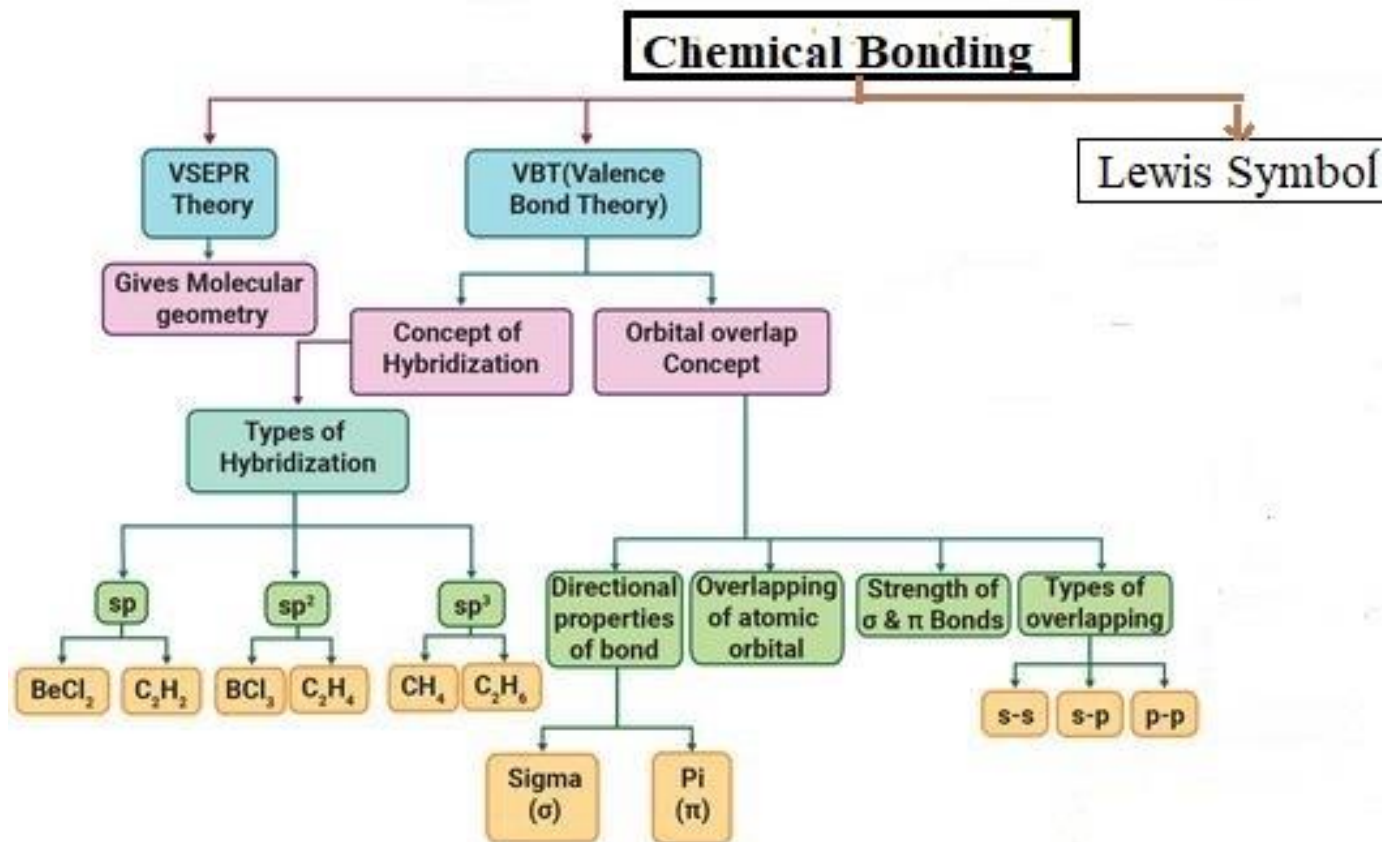 Chemical Bonding
VSEPR
Theory
VBT(Valence
Bond Theory)
Lewis Symbol
Gives Molecular
geometry
Concept of
Hybridization
Orbital overlap
Concept
Types of
Hybridization
sp
sp²
sp³
BeCl₂
C₂H₂
BCl₃
C₂H₄
CH₄
C₂H₆
Directional
properties
of bond
Overlapping
of atomic
orbital
Strength of
σ & π Bonds
Types of
overlapping
Sigma
(σ)
Pi
(π)
s-s
s-p
p-p